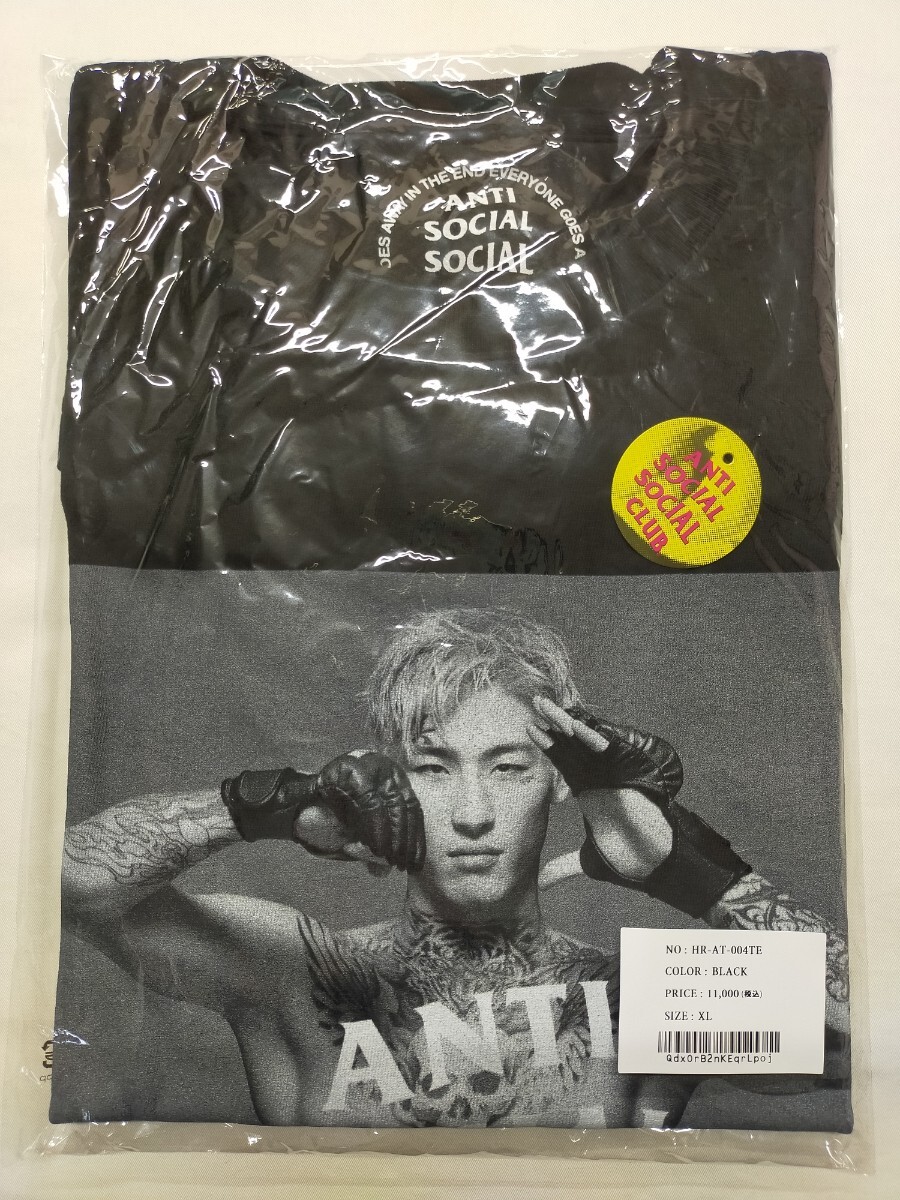 OES AWAY IN THE END EVERYONE GOES A
ANTI
SOCIAL
SOCIAL
ANTI
SOCIAL
SOCIAL
CLUB
NO : HR-AT-004TE
COLOR : BLACK
PRICE : 11,000 (税込)
SIZE : XL
QdxOrB2nKEqrLpoj
ANTI